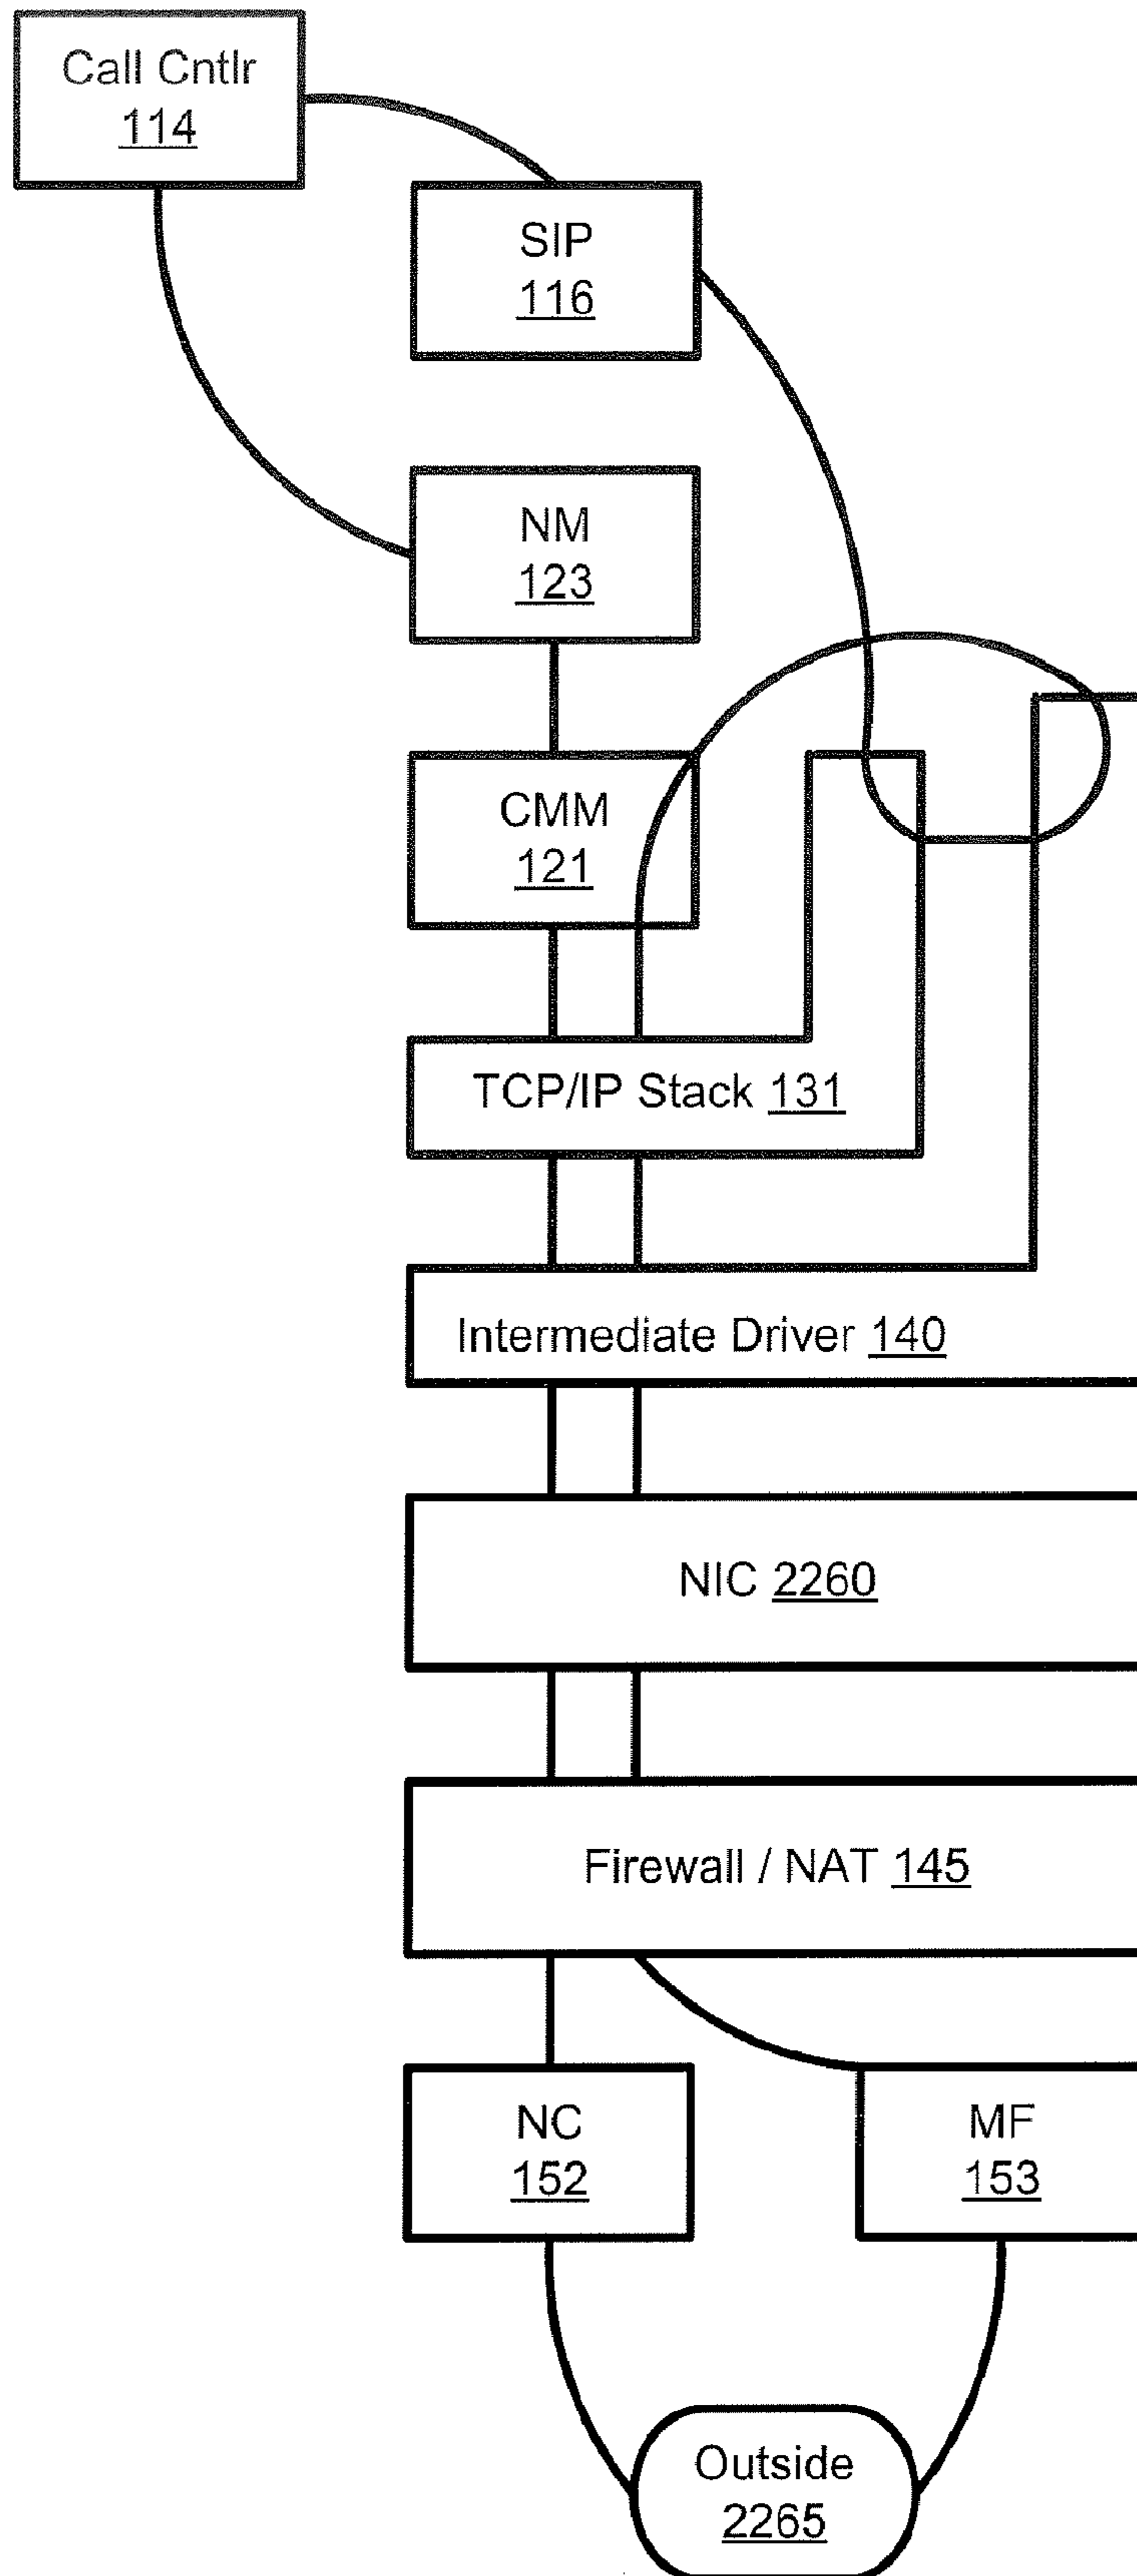 Call Cntlr
114
SIP
116
NM
123
CMM
121
TCP/IP Stack 131
Intermediate Driver 140
NIC 2260
Firewall / NAT 145
NC
152
MF
153
Outside
2265